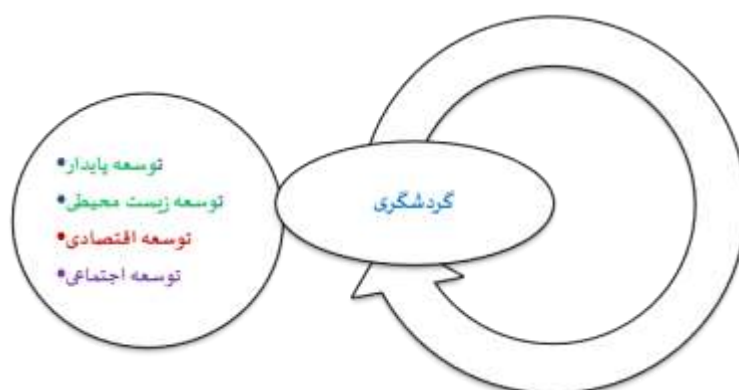 توسعه پایدار•
توسعه زیست محیطی•
توسعه اقتصادی•
توسعه اجتماعی•
گردشگری